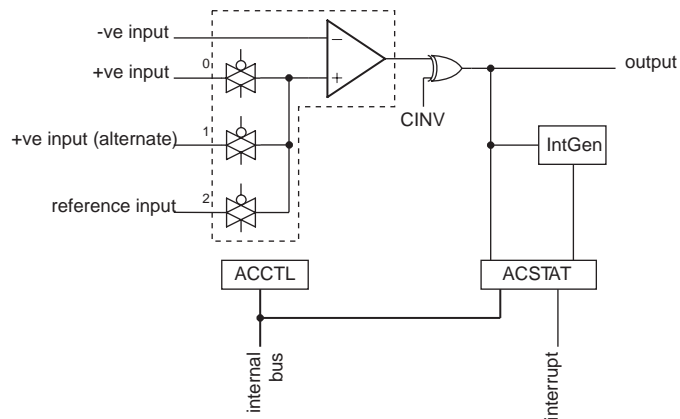 -ve input
+ve input
0
output
CINV
+ve input (alternate)
1
IntGen
reference input
2
ACCTL
ACSTAT
internal
bus
interrupt